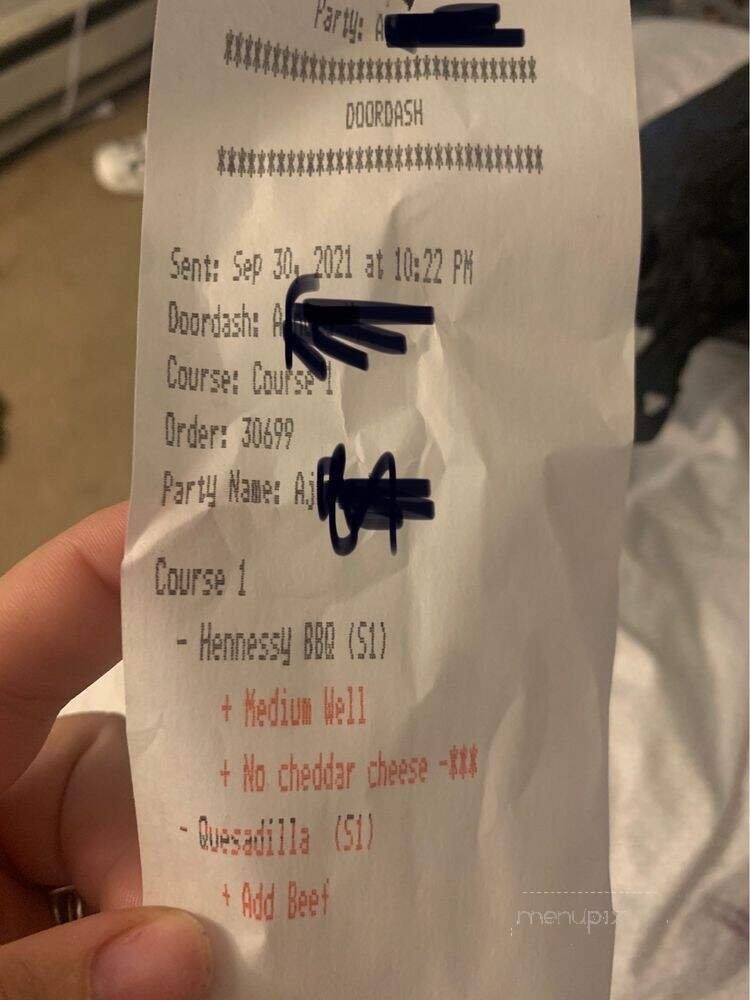 Party: A
********************************
DOORDASH
********************************
Sent: Sep 30, 2021 at 10:22 PM
Doordash: A
Course: Course 1
Order: 30699
Party Name: Aj
Course 1
- Hennessy BBQ (S1)
+ Medium Well
+ No cheddar cheese -***
- Quesadilla (S1)
+ Add Beef
menupix